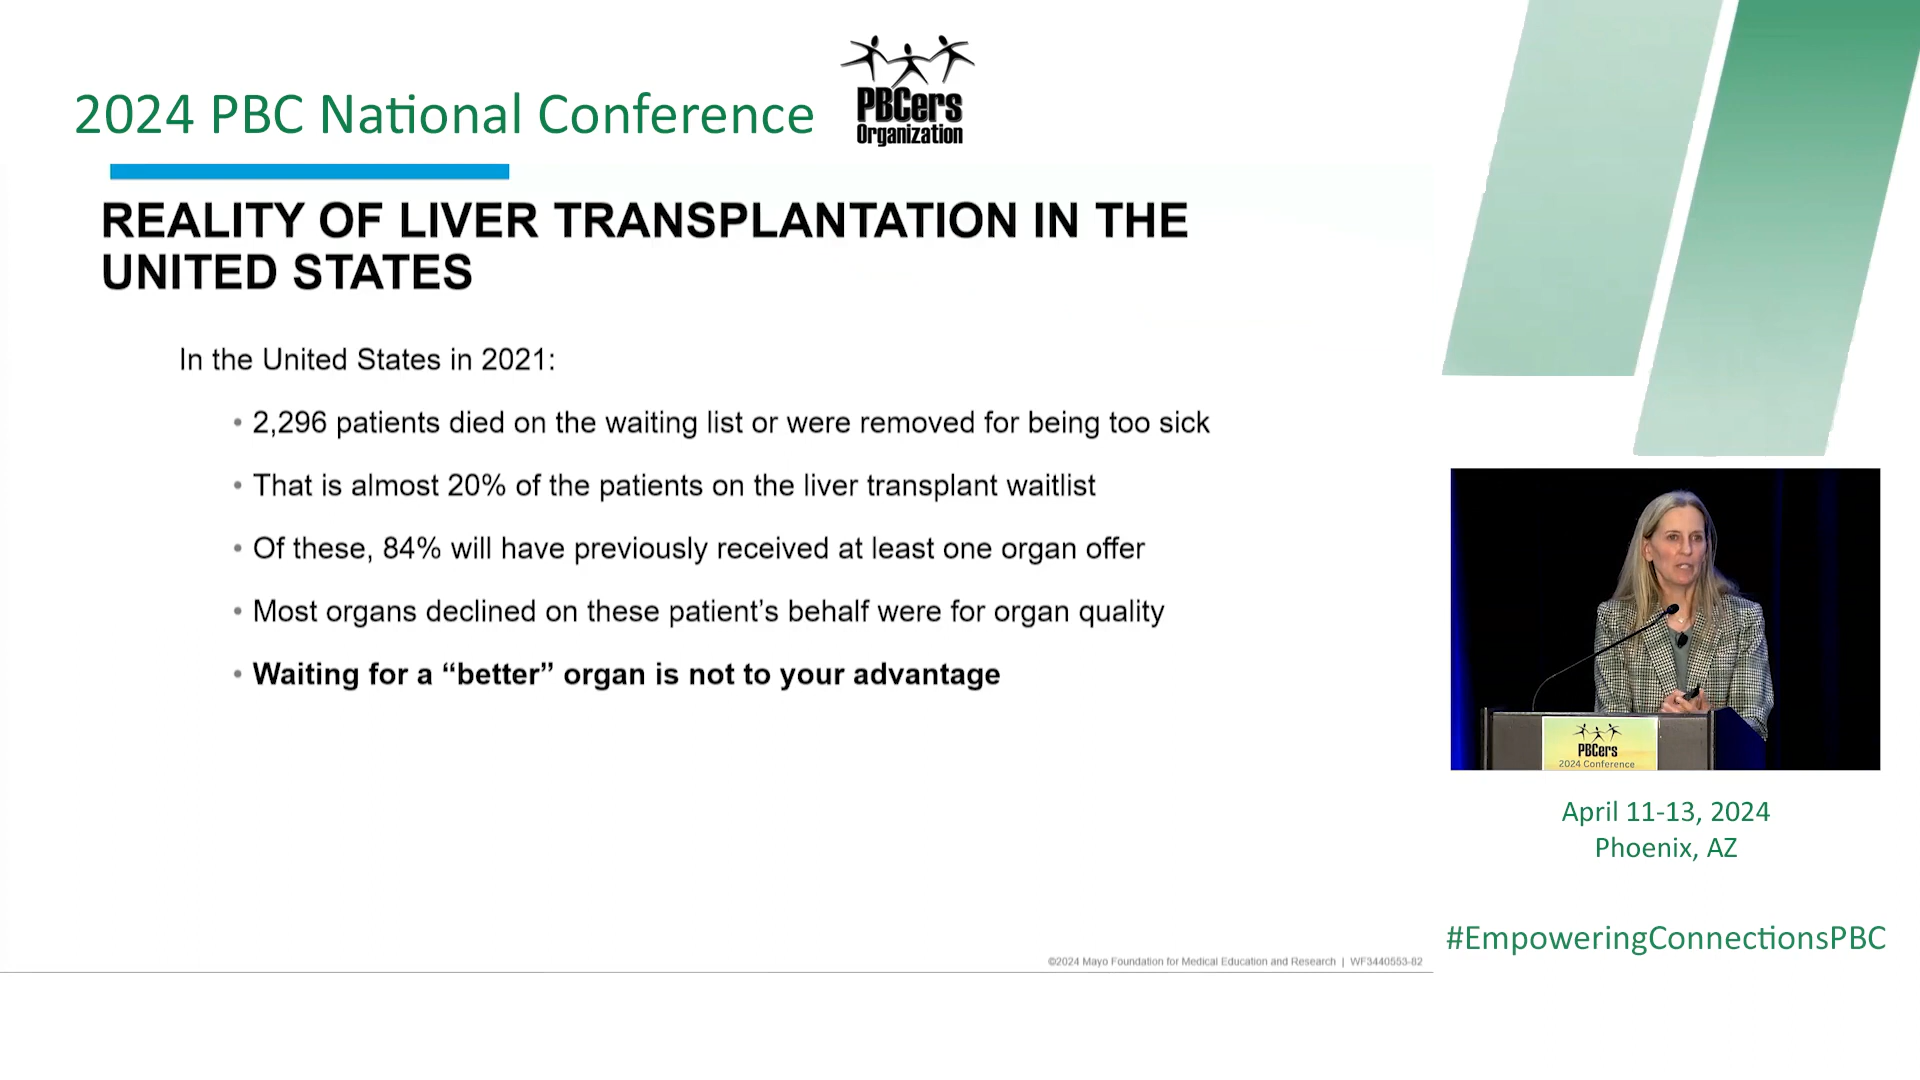 2024 PBC National Conference
PBCers
Organization
REALITY OF LIVER TRANSPLANTATION IN THE
UNITED STATES
In the United States in 2021:
• 2,296 patients died on the waiting list or were removed for being too sick
• That is almost 20% of the patients on the liver transplant waitlist
• Of these, 84% will have previously received at least one organ offer
• Most organs declined on these patient’s behalf were for organ quality
• Waiting for a “better” organ is not to your advantage
©2024 Mayo Foundation for Medical Education and Research | WF3440553-82
PBCers
2024 Conference
April 11-13, 2024
Phoenix, AZ
#EmpoweringConnectionsPBC